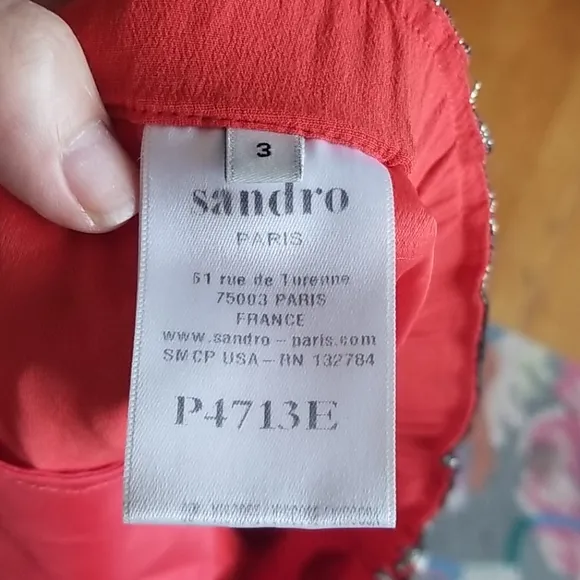 3
sandro
PARIS
61 rue de Turenne
75003 PARIS
FRANCE
www.sandro-paris.com
SMCP USA-RN 132784
P4713E